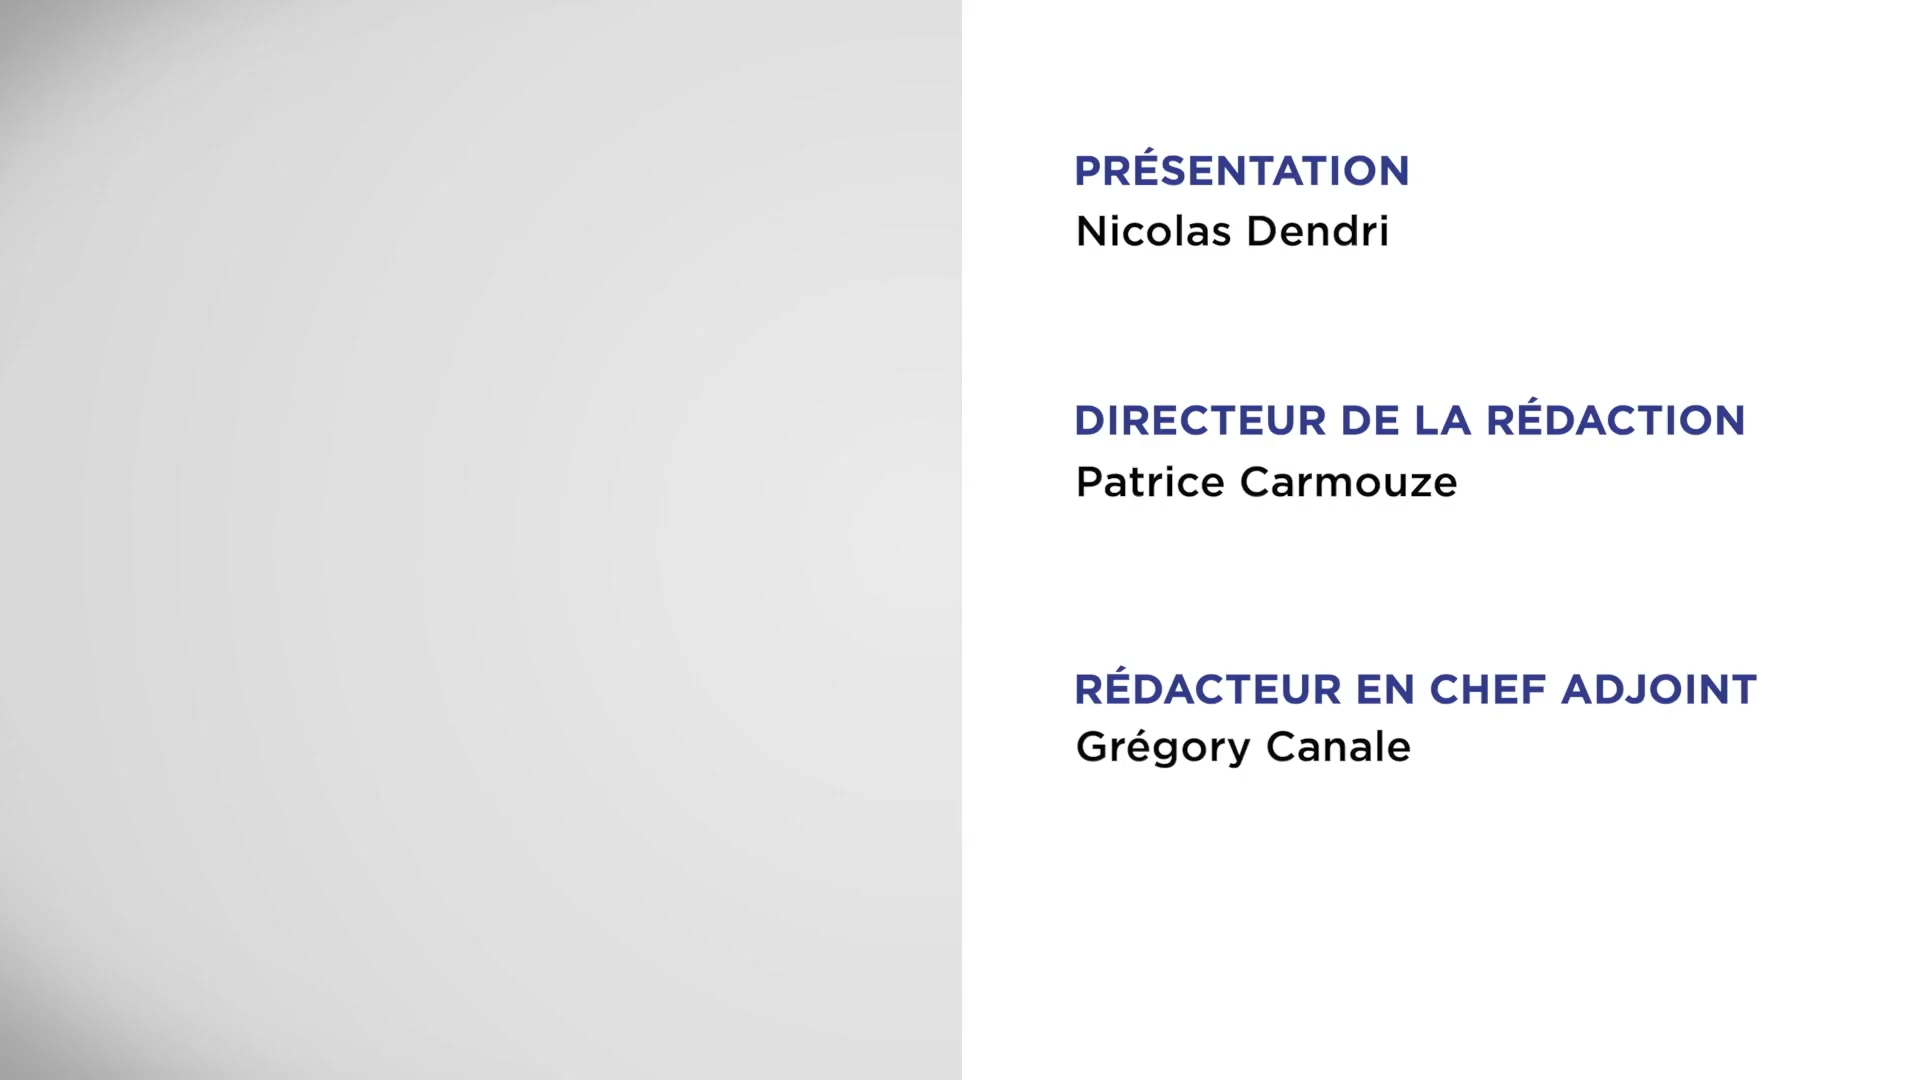 PRÉSENTATION
Nicolas Dendri
DIRECTEUR DE LA RÉDACTION
Patrice Carmouze
RÉDACTEUR EN CHEF ADJOINT
Grégory Canale